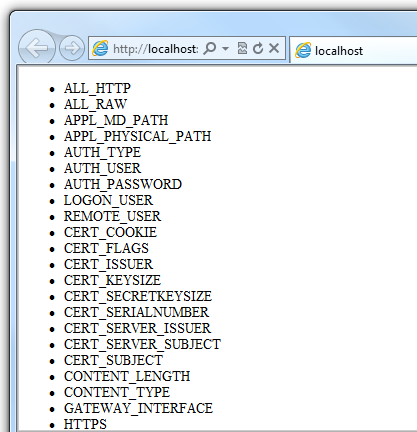 http://localhost:
localhost
ALL_HTTP
ALL_RAW
APPL_MD_PATH
APPL_PHYSICAL_PATH
AUTH_TYPE
AUTH_USER
AUTH_PASSWORD
LOGON_USER
REMOTE_USER
CERT_COOKIE
CERT_FLAGS
CERT_ISSUER
CERT_KEYSIZE
CERT_SECRETKEYSIZE
CERT_SERIALNUMBER
CERT_SERVER_ISSUER
CERT_SERVER_SUBJECT
CERT_SUBJECT
CONTENT_LENGTH
CONTENT_TYPE
GATEWAY_INTERFACE
HTTPS